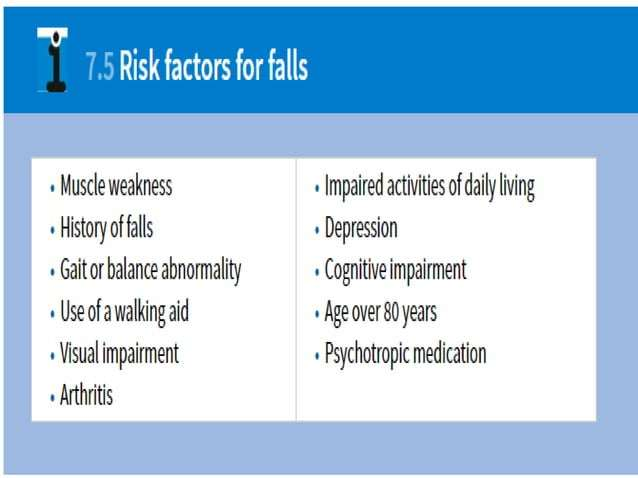 7.5 Risk factors for falls
• Muscle weakness
• History of falls
• Gait or balance abnormality
• Use of a walking aid
• Visual impairment
• Arthritis
• Impaired activities of daily living
• Depression
• Cognitive impairment
• Age over 80 years
• Psychotropic medication